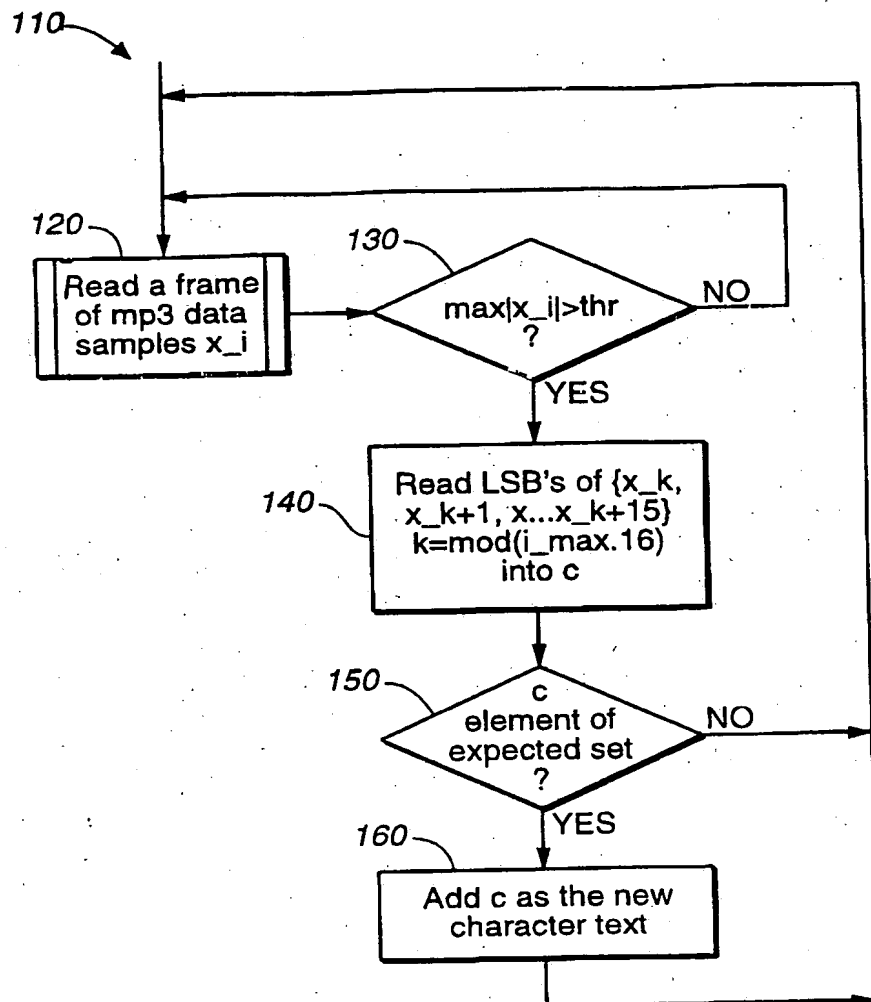 110
120
Read a frame
of mp3 data
samples x_i
130
max|x_i|>thr
?
NO
YES
140
Read LSB's of {x_k,
x_k+1, x...x_k+15}
k=mod(i_max.16)
into c
150
c
element of
expected set
?
NO
YES
160
Add c as the new
character text